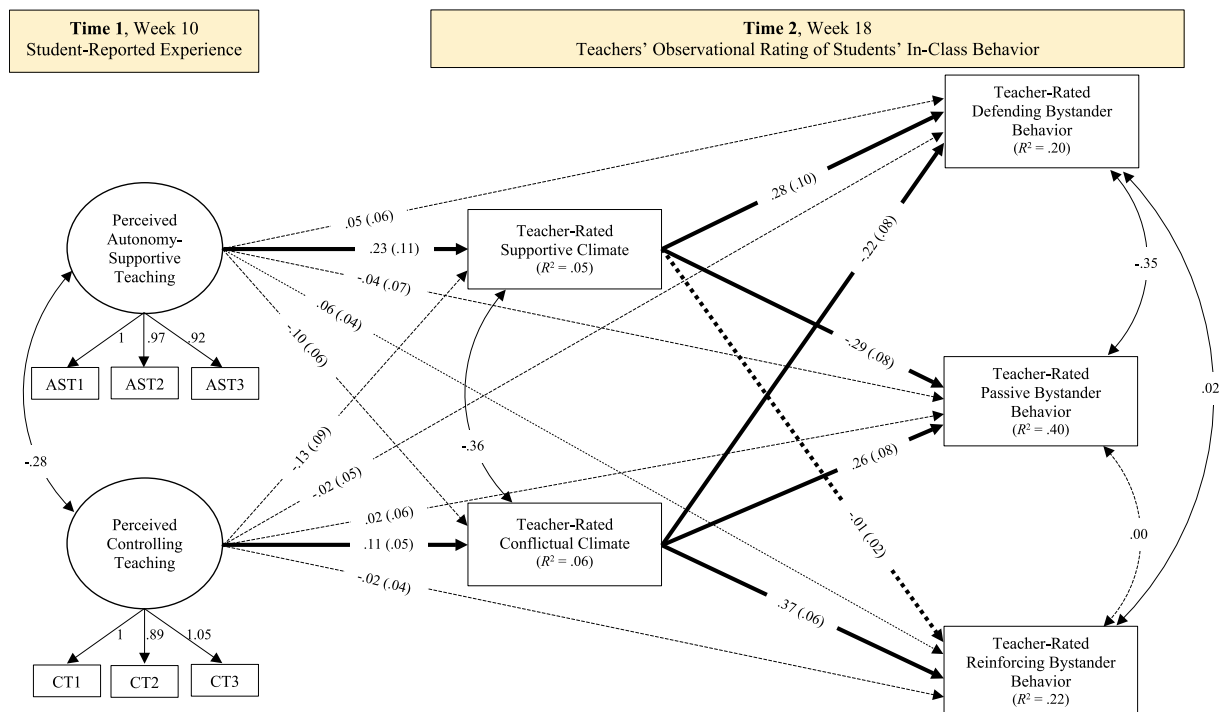 Time 1, Week 10
Student-Reported Experience
Time 2, Week 18
Teachers' Observational Rating of Students' In-Class Behavior
Teacher-Rated
Defending Bystander
Behavior
(R² = .20)
Perceived
Autonomy-
Supportive
Teaching
Teacher-Rated
Supportive Climate
(R² = .05)
.05 (.06)
.23 (.11)
-.04 (.07)
.06 (.04)
-.10 (.06)
.28 (.10)
-.22 (.08)
-.29 (.08)
-.35
.02
1
.97
.92
AST1
AST2
AST3
Teacher-Rated
Passive Bystander
Behavior
(R² = .40)
-.28
-.36
-.13 (.09)
-.02 (.05)
.02 (.06)
.11 (.05)
-.02 (.04)
.26 (.08)
-.01 (.02)
.37 (.06)
.00
Perceived
Controlling
Teaching
Teacher-Rated
Conflictual Climate
(R² = .06)
1
.89
1.05
CT1
CT2
CT3
Teacher-Rated
Reinforcing Bystander
Behavior
(R² = .22)